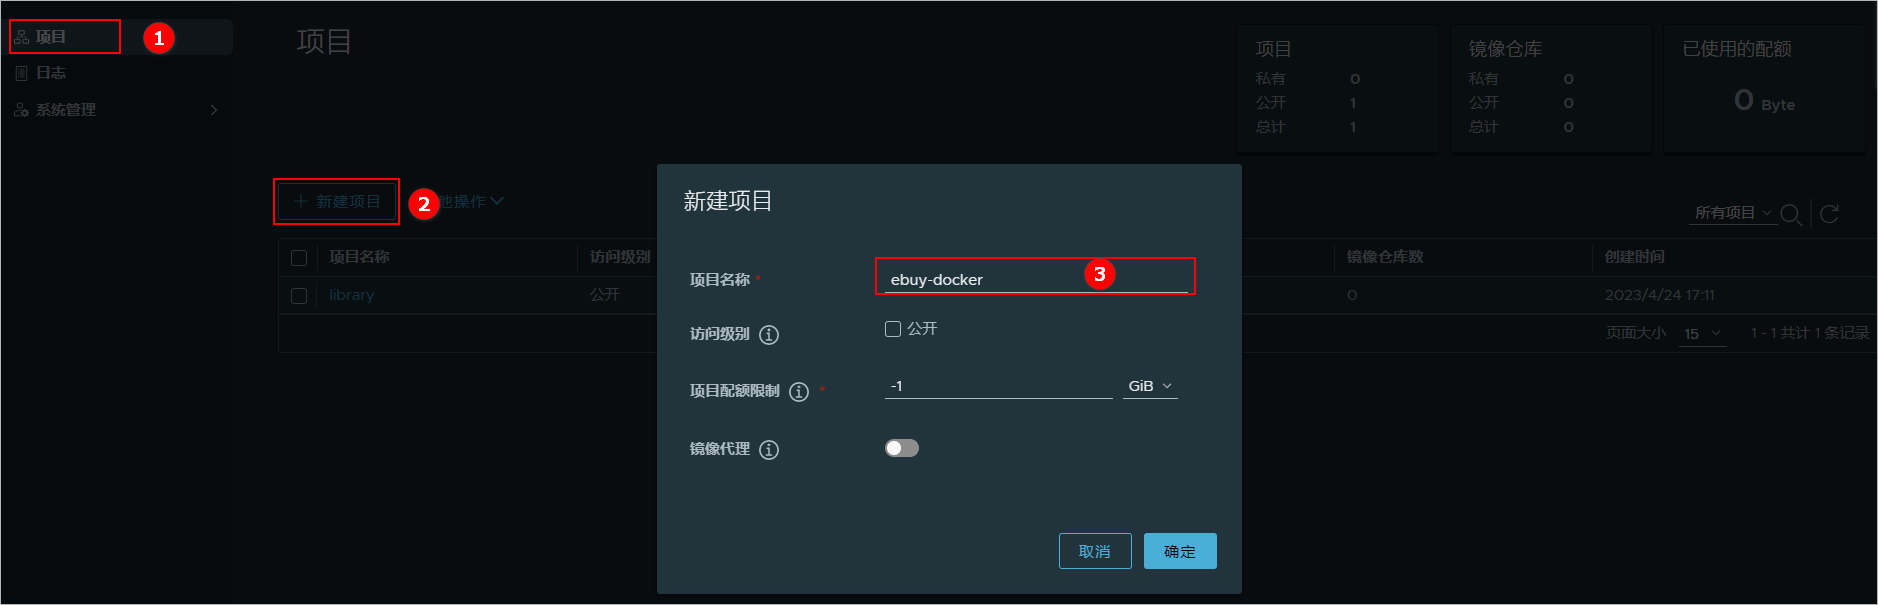 项目 1
日志
系统管理
项目
项目
私有 0
公开 1
总计 1
镜像仓库
私有 0
公开 0
总计 0
已使用的配额
0 Byte
新建项目 2 他操作
所有项目
项目名称 访问级别 镜像仓库数 创建时间
library 公开 0 2023/4/24 17:11
页面大小 15 1 - 1 共计 1 条记录
新建项目
项目名称 * ebuy-docker 3
访问级别 公开
项目配额限制 * -1 GiB
镜像代理
取消 确定